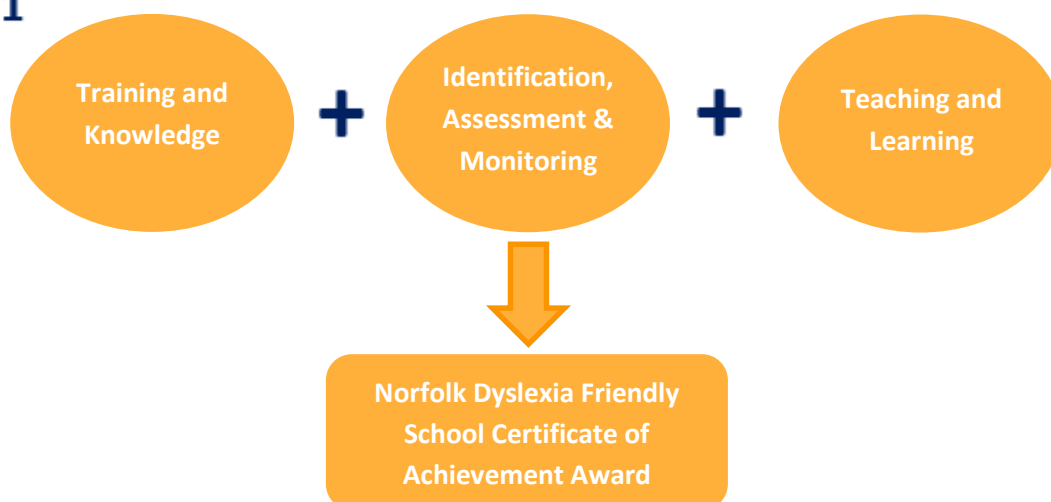 Training and
Knowledge
+
Identification,
Assessment &
Monitoring
+
Teaching and
Learning
Norfolk Dyslexia Friendly
School Certificate of
Achievement Award